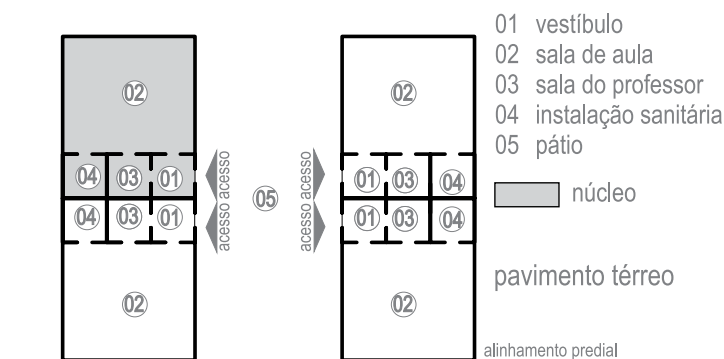 01 vestíbulo
02 sala de aula
03 sala do professor
04 instalação sanitária
05 pátio
núcleo
pavimento térreo
alinhamento predial
02
02
04 03 01
acesso
acesso
01 03 04
04 03 01
acesso
05
acesso
01 03 04
02
02